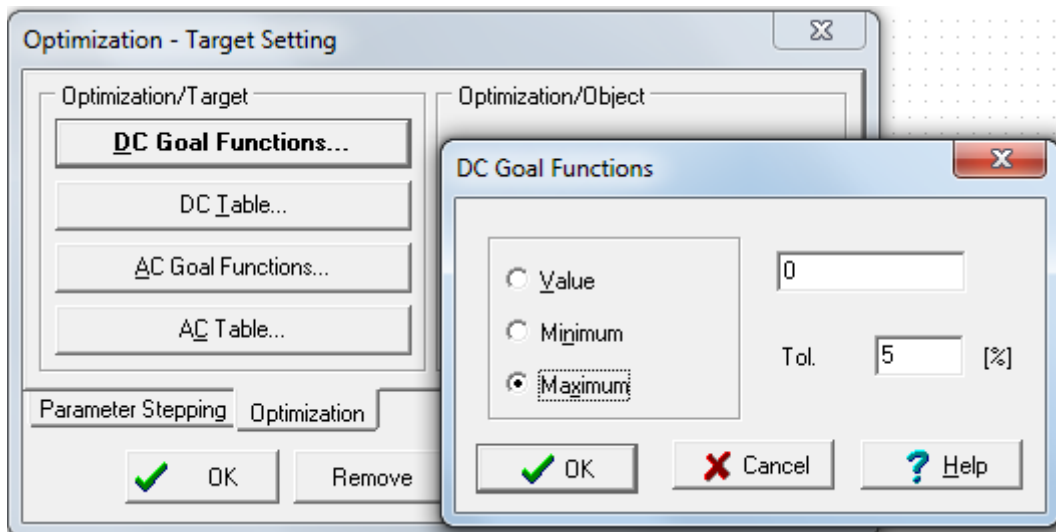 Optimization - Target Setting
Optimization/Target
DC Goal Functions...
DC Table...
AC Goal Functions...
AC Table...
Parameter Stepping
Optimization
OK
Remove
Optimization/Object
DC Goal Functions
Value
Minimum
Maximum
0
Tol. 5 [%]
OK
Cancel
Help